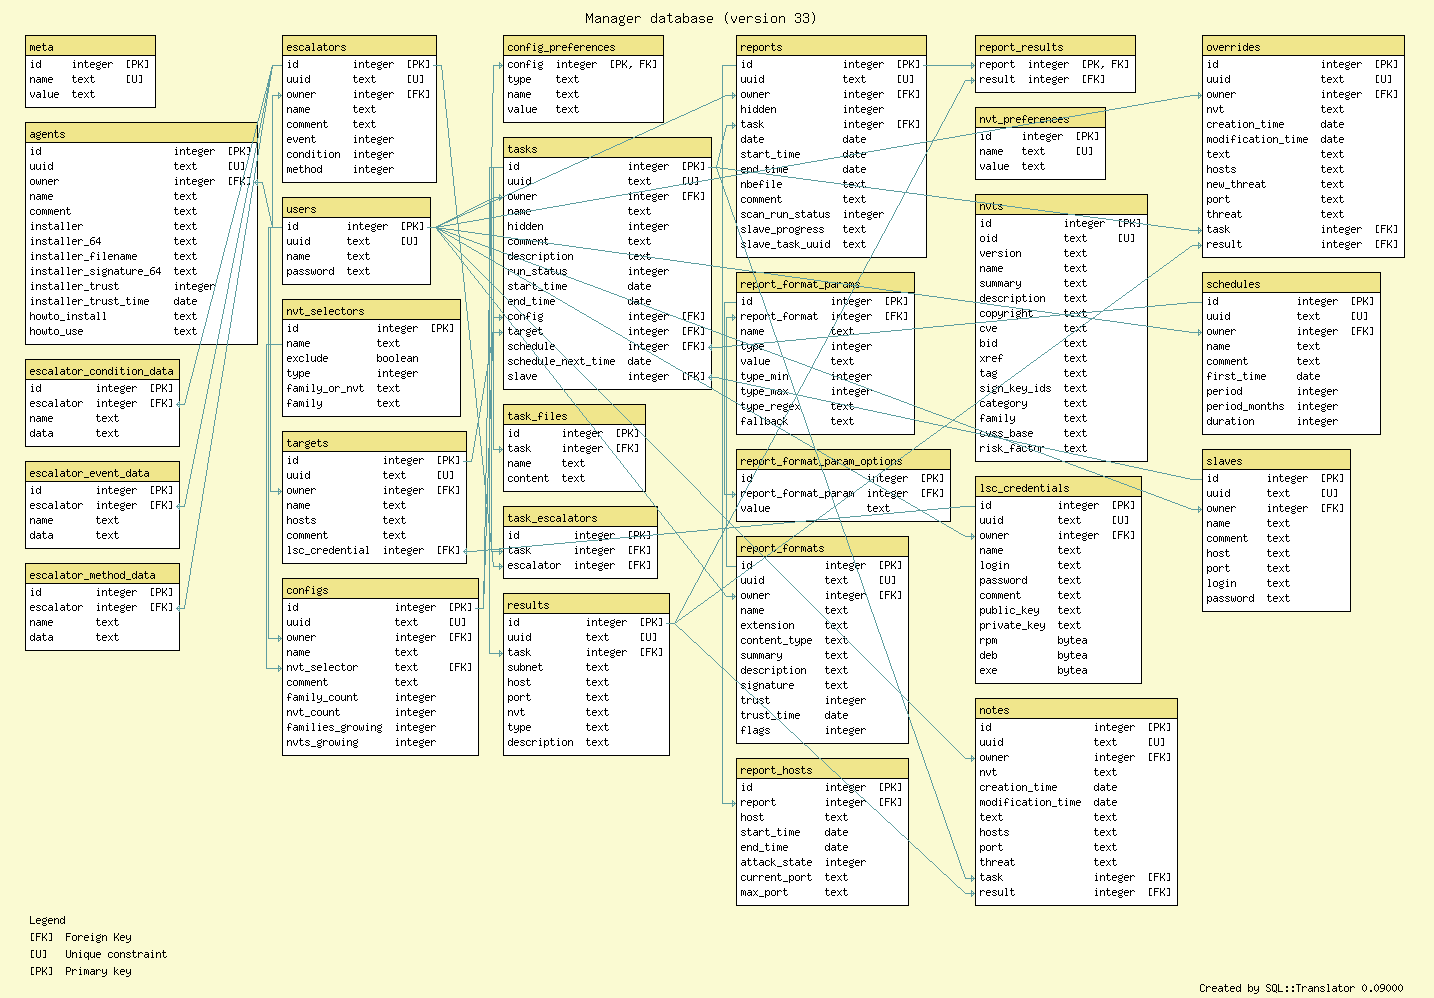 Manager database (version 33)
meta
id integer [PK]
name text [U]
value text
agents
id integer [PK]
uuid text [U]
owner integer [FK]
name text
comment text
installer text
installer_64 text
installer_filename text
installer_signature_64 text
installer_trust integer
installer_trust_time date
howto_install text
howto_use text
escalator_condition_data
id integer [PK]
escalator integer [FK]
name text
data text
escalator_event_data
id integer [PK]
escalator integer [FK]
name text
data text
escalator_method_data
id integer [PK]
escalator integer [FK]
name text
data text
escalators
id integer [PK]
uuid text [U]
owner integer [FK]
name text
comment text
event integer
condition integer
method integer
users
id integer [PK]
uuid text [U]
name text
password text
nvt_selectors
id integer [PK]
name text
exclude boolean
type integer
family_or_nvt text
family text
targets
id integer [PK]
uuid text [U]
owner integer [FK]
name text
hosts text
comment text
lsc_credential integer [FK]
configs
id integer [PK]
uuid text [U]
owner integer [FK]
name text
nvt_selector text [FK]
comment text
family_count integer
nvt_count integer
families_growing integer
nvts_growing integer
config_preferences
config integer [PK, FK]
type text
name text
value text
tasks
id integer [PK]
uuid text [U]
owner integer [FK]
name text
hidden integer
comment text
description text
run_status integer
start_time date
end_time date
config integer [FK]
target integer [FK]
schedule integer [FK]
schedule_next_time date
slave integer [FK]
task_files
id integer [PK]
task integer [FK]
name text
content text
task_escalators
id integer [PK]
task integer [FK]
escalator integer [FK]
results
id integer [PK]
uuid text [U]
task integer [FK]
subnet text
host text
port text
nvt text
type text
description text
reports
id integer [PK]
uuid text [U]
owner integer [FK]
hidden integer
task integer [FK]
date date
start_time date
end_time date
nbefile text
comment text
scan_run_status integer
slave_progress text
slave_task_uuid text
report_format_params
id integer [PK]
report_format integer [FK]
name text
type integer
value text
type_min integer
type_max integer
type_regex text
fallback text
report_format_param_options
id integer [PK]
report_format_param integer [FK]
value text
report_formats
id integer [PK]
uuid text [U]
owner integer [FK]
name text
extension text
content_type text
summary text
description text
signature text
trust integer
trust_time date
flags integer
report_hosts
id integer [PK]
report integer [FK]
host text
start_time date
end_time date
attack_state integer
current_port text
max_port text
report_results
report integer [PK, FK]
result integer [FK]
nvt_preferences
id integer [PK]
name text [U]
value text
nvts
id integer [PK]
oid text [U]
version text
name text
summary text
description text
copyright text
cve text
bid text
xref text
tag text
sign_key_ids text
category text
family text
cvss_base text
risk_factor text
lsc_credentials
id integer [PK]
uuid text [U]
owner integer [FK]
name text
login text
password text
comment text
public_key text
private_key text
rpm bytea
deb bytea
exe bytea
notes
id integer [PK]
uuid text [U]
owner integer [FK]
nvt text
creation_time date
modification_time date
text text
hosts text
port text
threat text
task integer [FK]
result integer [FK]
overrides
id integer [PK]
uuid text [U]
owner integer [FK]
nvt text
creation_time date
modification_time date
text text
hosts text
new_threat text
port text
threat text
task integer [FK]
result integer [FK]
schedules
id integer [PK]
uuid text [U]
owner integer [FK]
name text
comment text
first_time date
period integer
period_months integer
duration integer
slaves
id integer [PK]
uuid text [U]
owner integer [FK]
name text
comment text
host text
port text
login text
password text
Legend
[FK] Foreign Key
[U] Unique constraint
[PK] Primary key
Created by SQL::Translator 0.09000